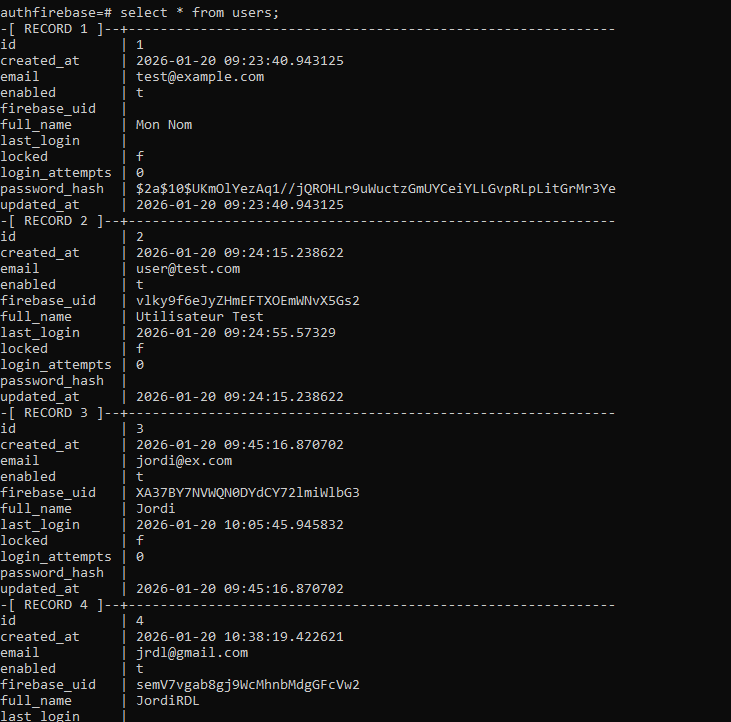 authfirebase=# select * from users;
-[ RECORD 1 ]--+-------------------------------------------------------------
id             | 1
created_at     | 2026-01-20 09:23:40.943125
email          | test@example.com
enabled        | t
firebase_uid   |
full_name      | Mon Nom
last_login     |
locked         | f
login_attempts | 0
password_hash  | $2a$10$UKmOlYezAq1//jQROHLr9uWuctzGmUYCeiYLLGvpRLpLitGrMr3Ye
updated_at     | 2026-01-20 09:23:40.943125
-[ RECORD 2 ]--+-------------------------------------------------------------
id             | 2
created_at     | 2026-01-20 09:24:15.238622
email          | user@test.com
enabled        | t
firebase_uid   | vlky9f6eJyZHmEFTXOEmWNvX5Gs2
full_name      | Utilisateur Test
last_login     | 2026-01-20 09:24:55.57329
locked         | f
login_attempts | 0
password_hash  |
updated_at     | 2026-01-20 09:24:15.238622
-[ RECORD 3 ]--+-------------------------------------------------------------
id             | 3
created_at     | 2026-01-20 09:45:16.870702
email          | jordi@ex.com
enabled        | t
firebase_uid   | XA37BY7NVWQN0DYdCY72lmiWlbG3
full_name      | Jordi
last_login     | 2026-01-20 10:05:45.945832
locked         | f
login_attempts | 0
password_hash  |
updated_at     | 2026-01-20 09:45:16.870702
-[ RECORD 4 ]--+-------------------------------------------------------------
id             | 4
created_at     | 2026-01-20 10:38:19.422621
email          | jrdl@gmail.com
enabled        | t
firebase_uid   | semV7vgab8gj9WcMhnbMdgGFcVw2
full_name      | JordiRDL
last_login     |